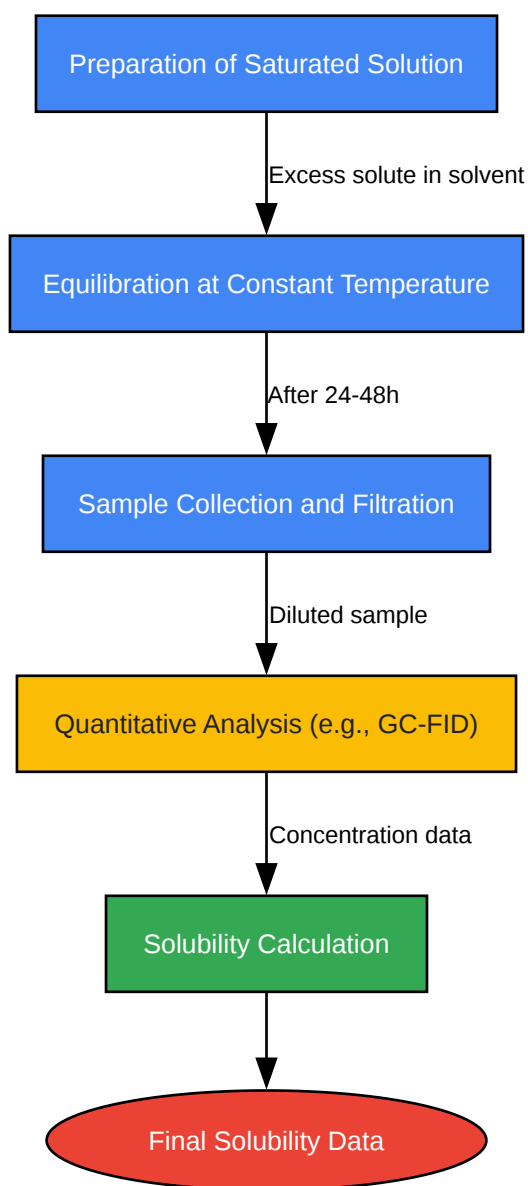 Preparation of Saturated Solution
Excess solute in solvent
Equilibration at Constant Temperature
After 24-48h
Sample Collection and Filtration
Diluted sample
Quantitative Analysis (e.g., GC-FID)
Concentration data
Solubility Calculation
Final Solubility Data